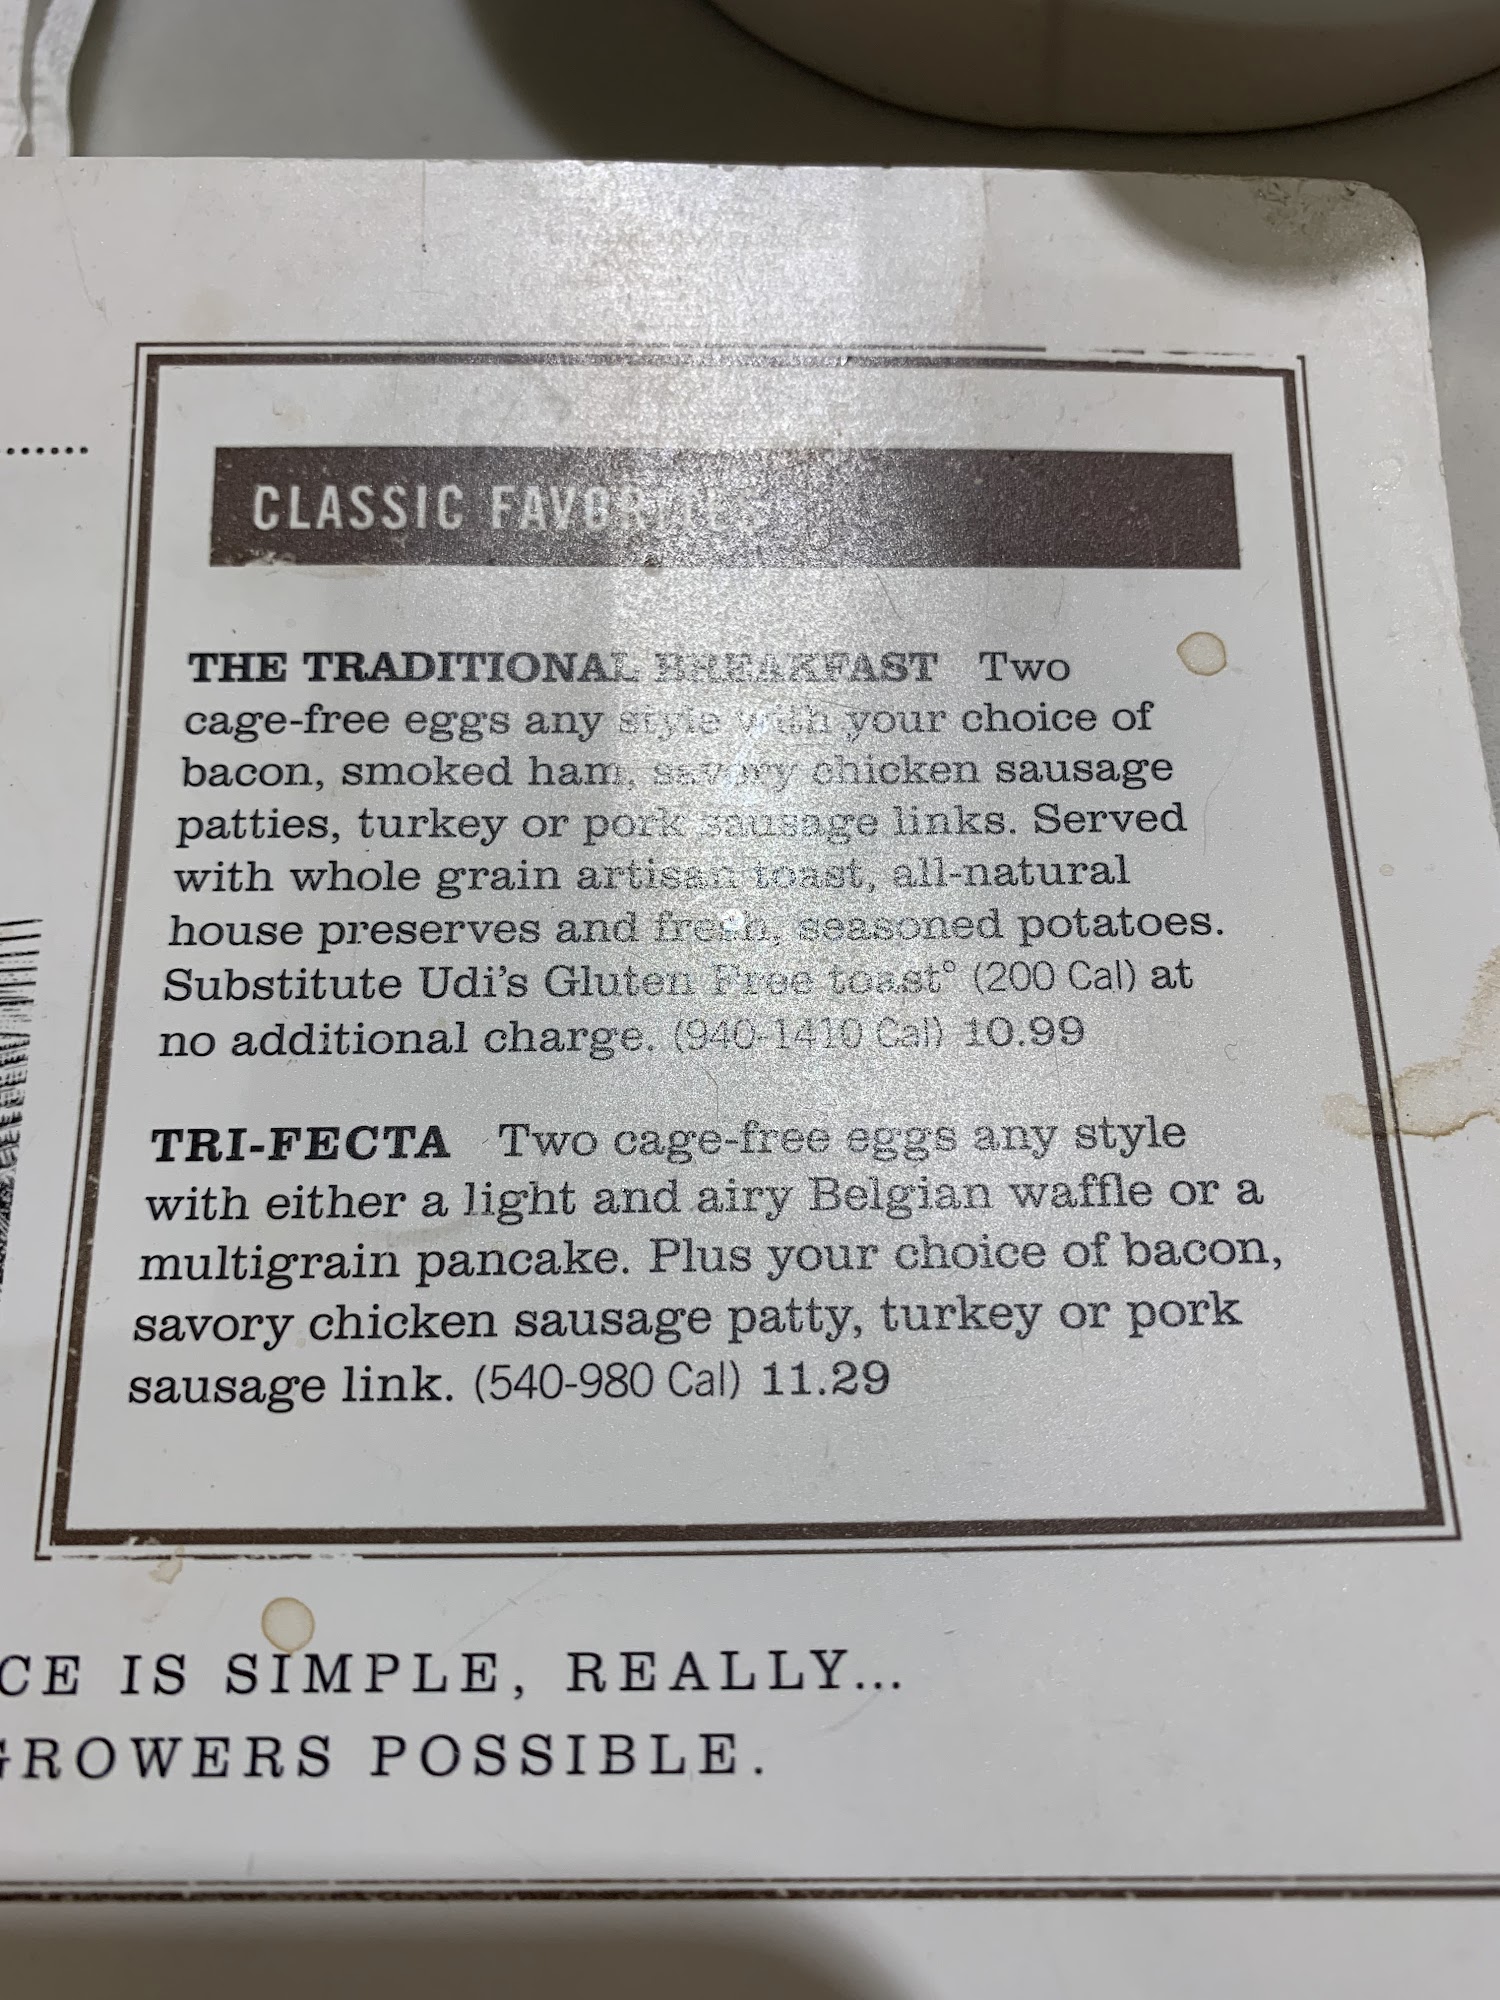 CLASSIC FAVORITES
THE TRADITIONAL BREAKFAST Two
cage-free eggs any style with your choice of
bacon, smoked ham, savory chicken sausage
patties, turkey or pork sausage links. Served
with whole grain artisan toast, all-natural
house preserves and fresh, seasoned potatoes.
Substitute Udi's Gluten Free toast° (200 Cal) at
no additional charge. (940-1410 Cal) 10.99
TRI-FECTA Two cage-free eggs any style
with either a light and airy Belgian waffle or a
multigrain pancake. Plus your choice of bacon,
savory chicken sausage patty, turkey or pork
sausage link. (540-980 Cal) 11.29
CE IS SIMPLE, REALLY...
GROWERS POSSIBLE.